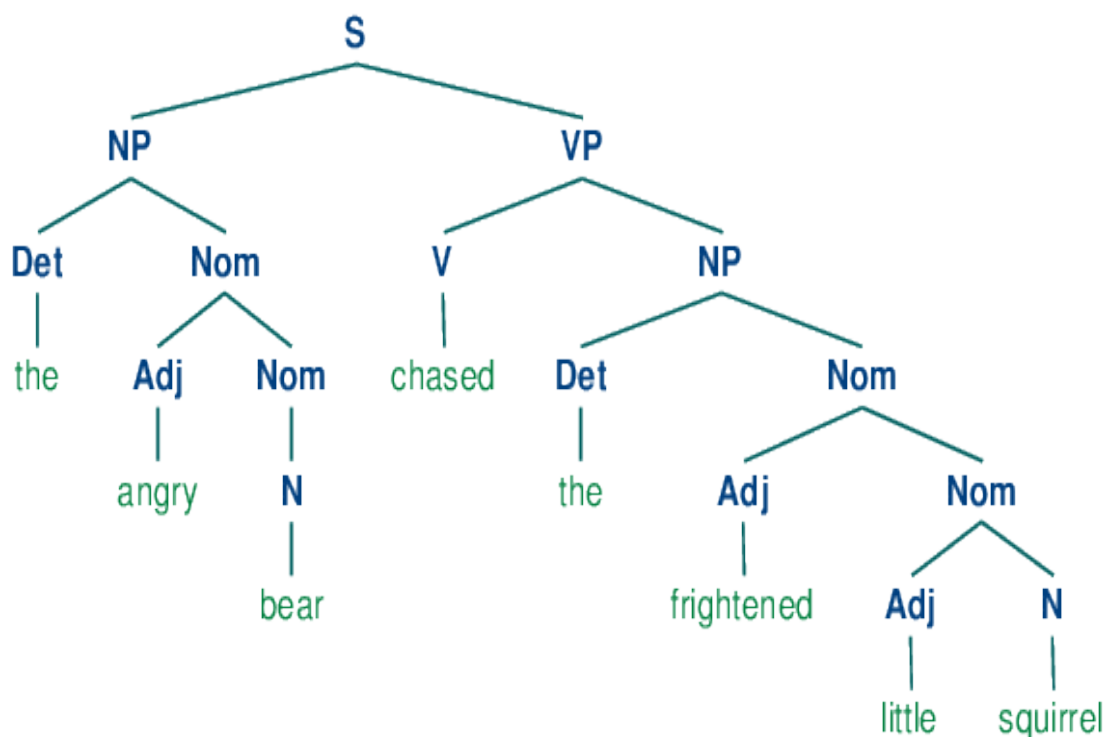 S
NP VP
Det Nom V NP
the Adj Nom chased Det Nom
angry N the Adj Nom
bear frightened Adj N
little squirrel